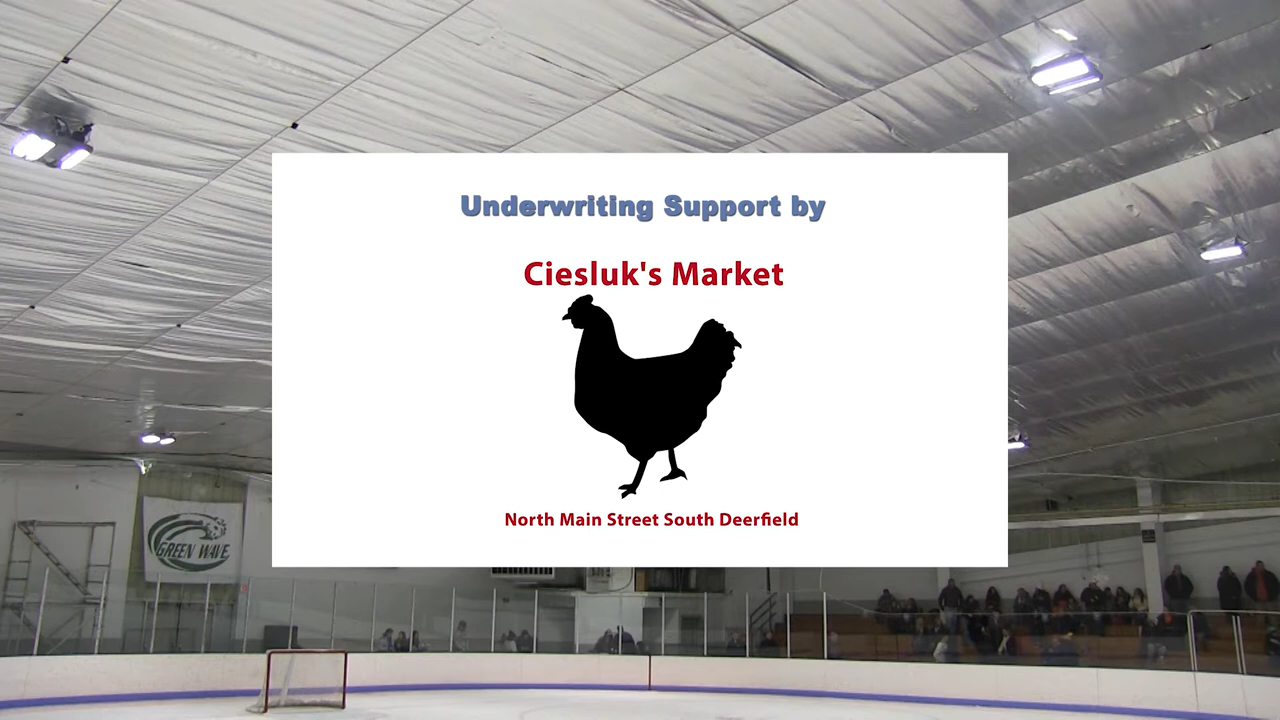 Underwriting Support by
Ciesluk's Market
North Main Street South Deerfield
GREEN WAVE